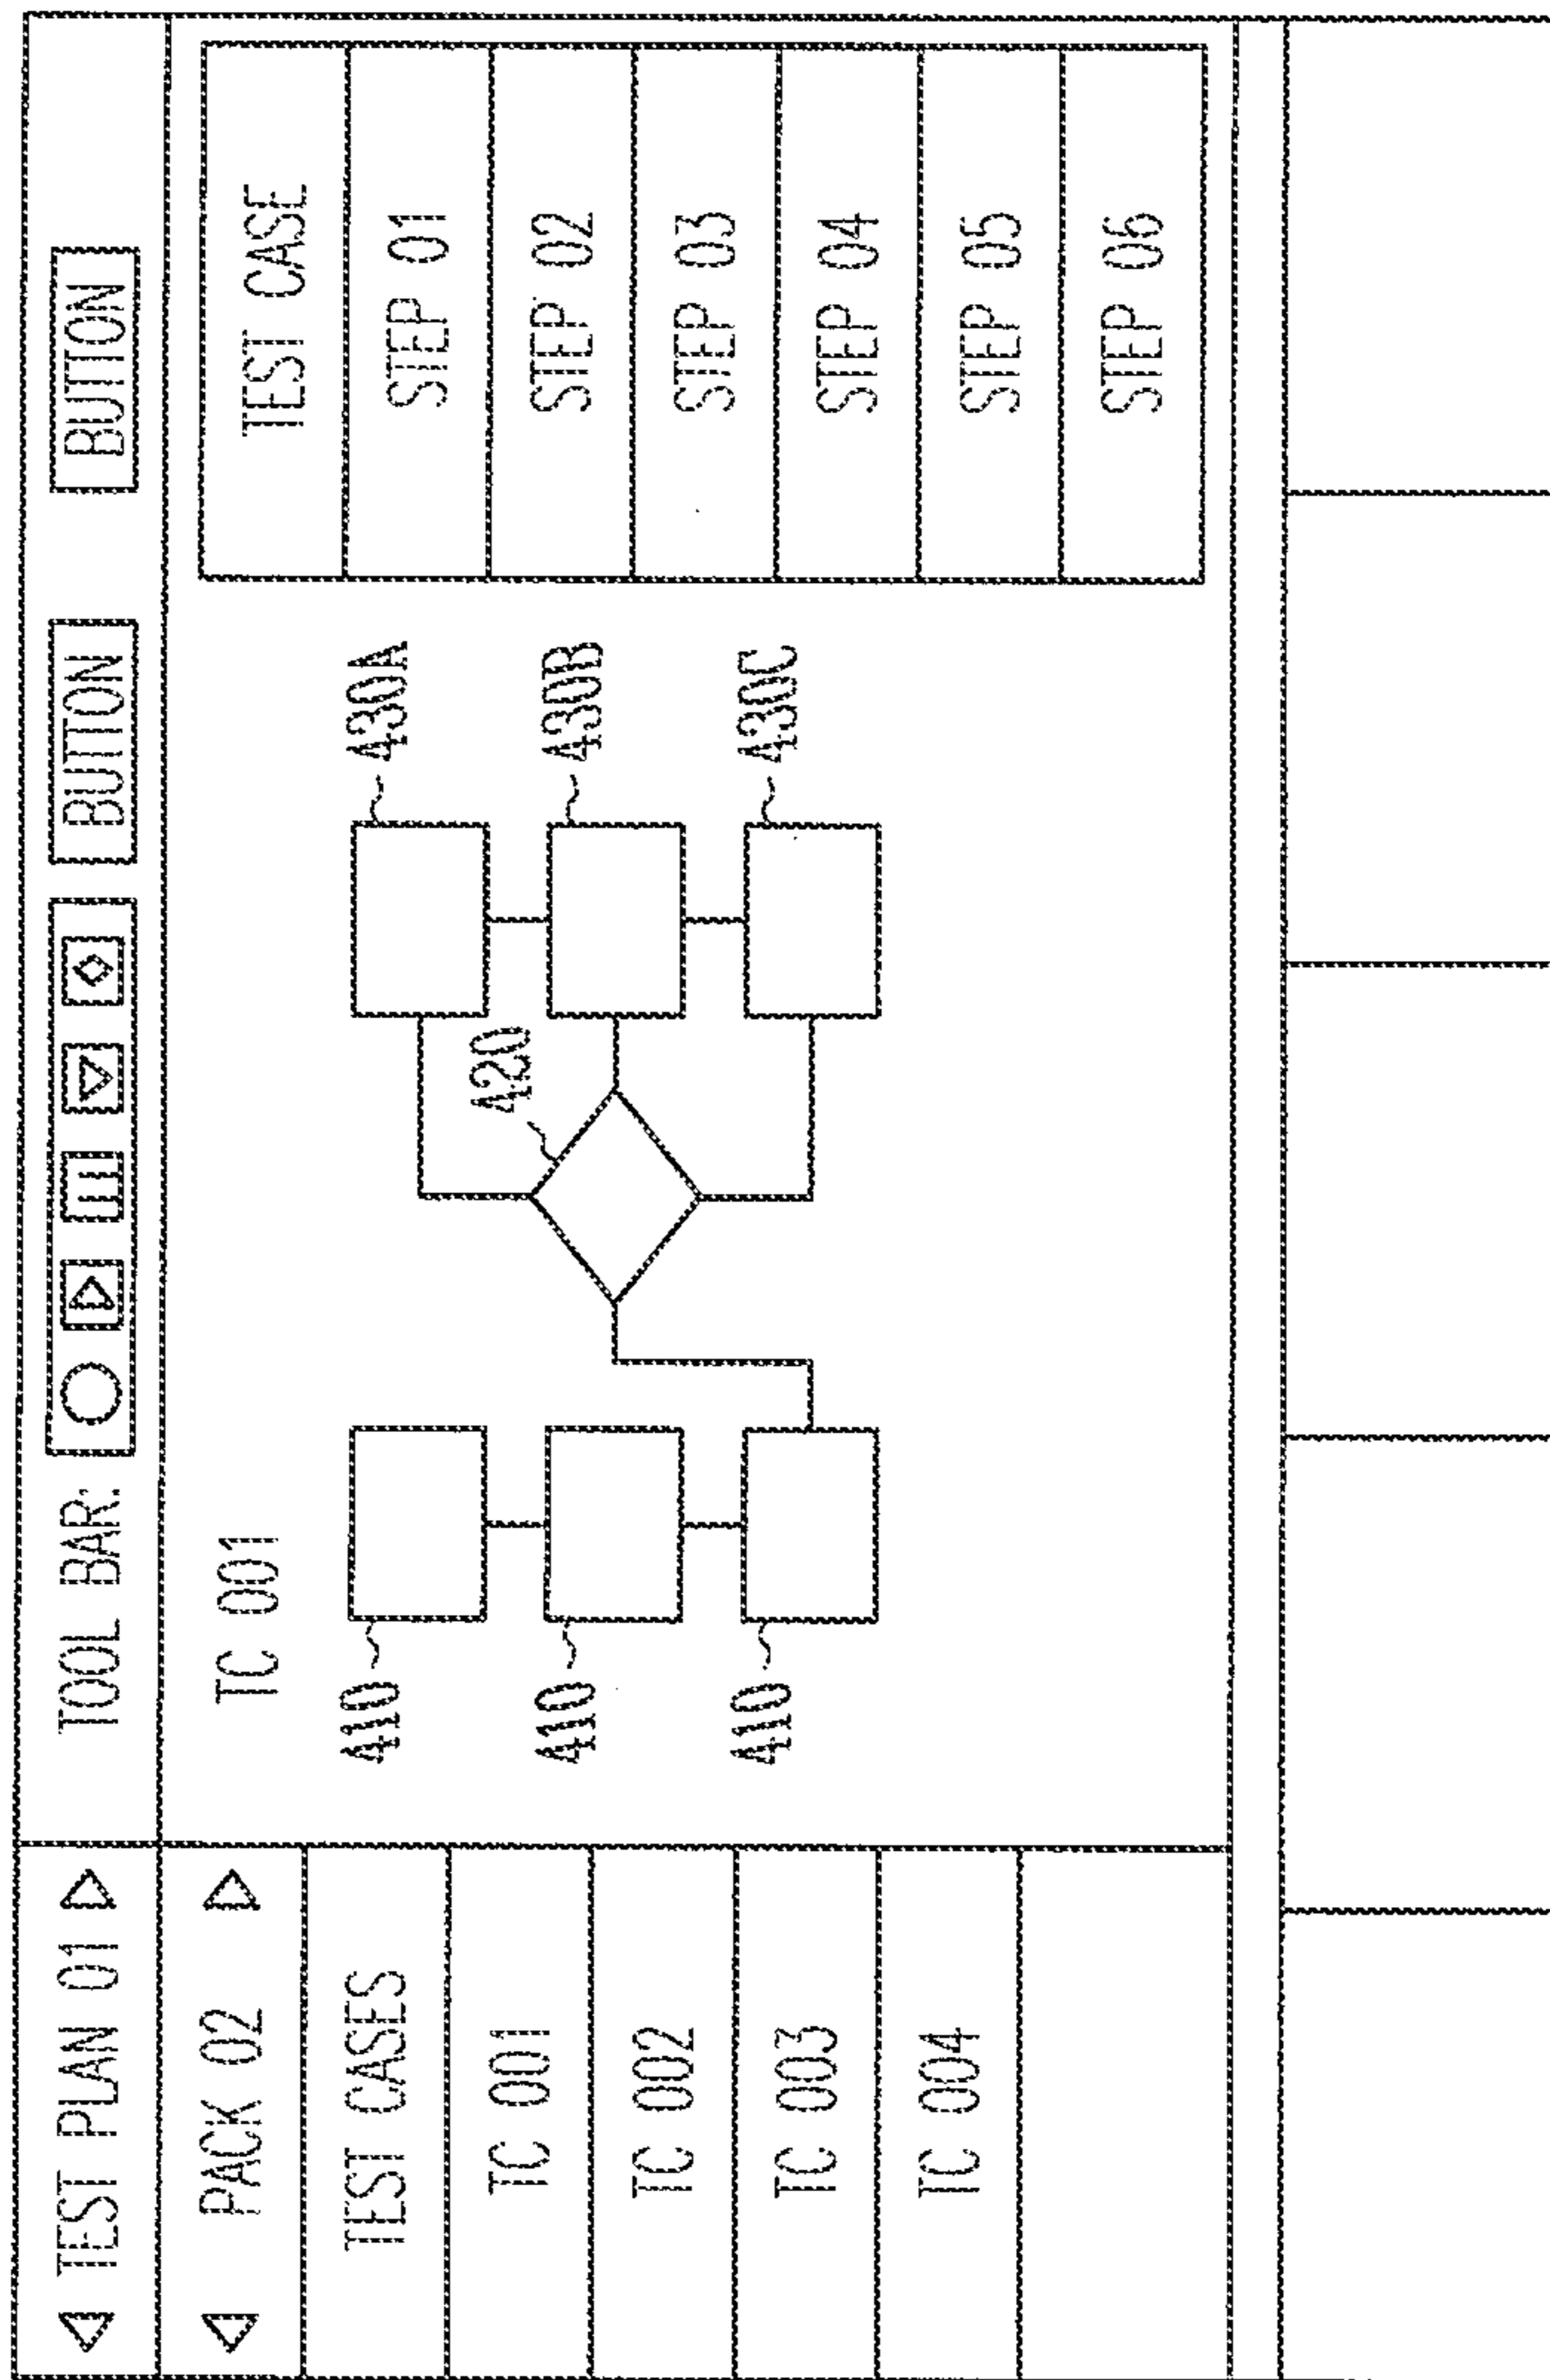 TEST PLAN 01
TOOL BAR:
BUTTON
BUTTON
PACK 02
TEST CASES
TC 001
TC 002
TC 003
TC 004
TC 001
410
410
410
420
430A
430B
430C
TEST CASE
STEP 01
STEP 02
STEP 03
STEP 04
STEP 05
STEP 06